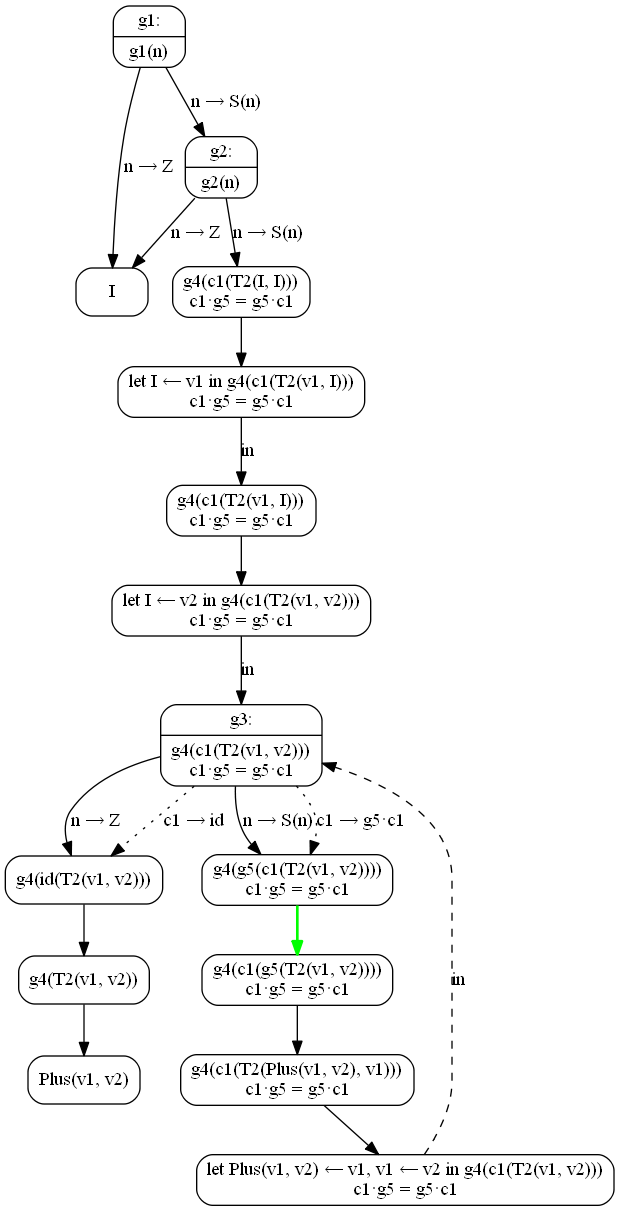 g1:
g1(n)
n → S(n)
g2:
g2(n)
n → Z
n → Z
n → S(n)
I
g4(c1(T2(I, I)))
c1·g5 = g5·c1
let I ← v1 in g4(c1(T2(v1, I)))
c1·g5 = g5·c1
in
g4(c1(T2(v1, I)))
c1·g5 = g5·c1
let I ← v2 in g4(c1(T2(v1, v2)))
c1·g5 = g5·c1
in
g3:
g4(c1(T2(v1, v2)))
c1·g5 = g5·c1
n → Z
c1 → id
n → S(n)
c1 → g5·c1
g4(id(T2(v1, v2)))
g4(g5(c1(T2(v1, v2))))
c1·g5 = g5·c1
g4(T2(v1, v2))
g4(c1(g5(T2(v1, v2))))
c1·g5 = g5·c1
in
Plus(v1, v2)
g4(c1(T2(Plus(v1, v2), v1)))
c1·g5 = g5·c1
let Plus(v1, v2) ← v1, v1 ← v2 in g4(c1(T2(v1, v2)))
c1·g5 = g5·c1